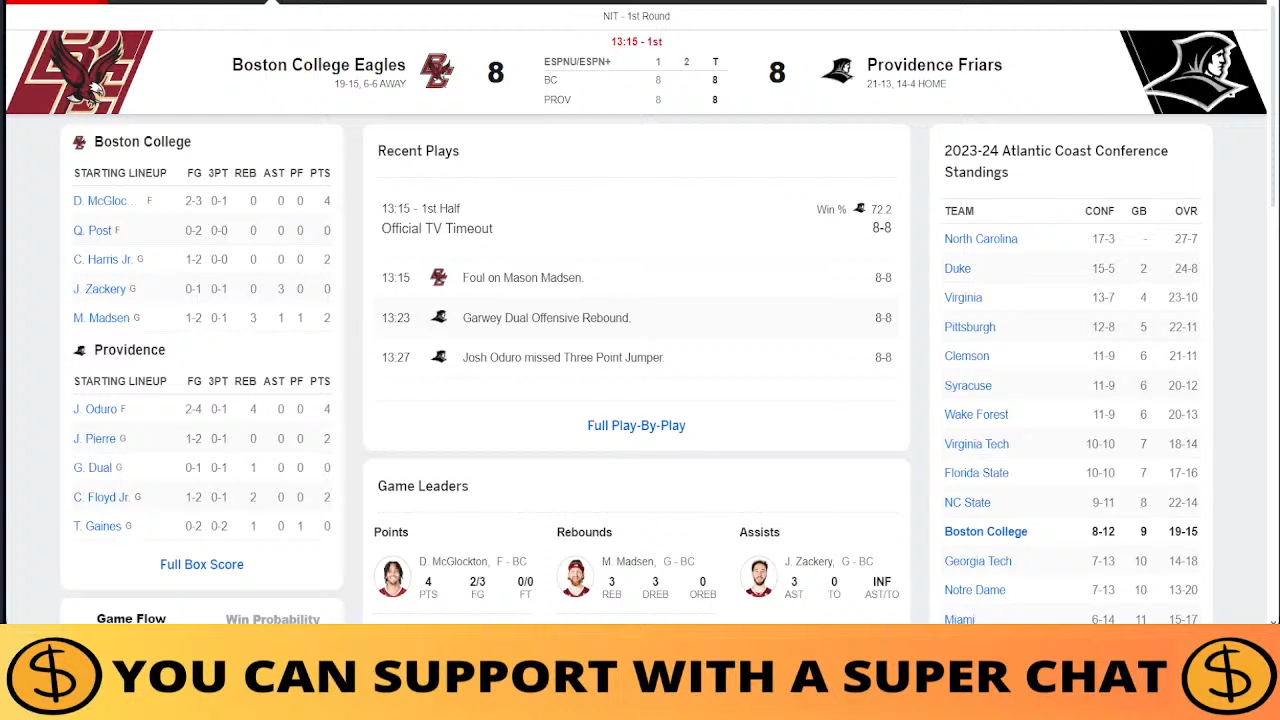 NIT - 1st Round
13:15 - 1st
Boston College Eagles
19-15, 6-6 AWAY
8
ESPNU/ESPN+ 1 2 T
BC 8 8
PROV 8 8
8
Providence Friars
21-13, 14-4 HOME
Boston College
STARTING LINEUP FG 3PT REB AST PF PTS
D. McGloc... F 2-3 0-1 0 0 0 4
Q. Post F 0-2 0-0 0 0 0 0
C. Harris Jr. G 1-2 0-0 0 0 0 2
J. Zackery G 0-1 0-1 0 3 0 0
M. Madsen G 1-2 0-1 3 1 1 2
Providence
STARTING LINEUP FG 3PT REB AST PF PTS
J. Oduro F 2-4 0-1 4 0 0 4
J. Pierre G 1-2 0-1 0 0 0 2
G. Dual G 0-1 0-1 1 0 0 0
C. Floyd Jr. G 1-2 0-1 2 0 0 2
T. Gaines G 0-2 0-2 1 0 1 0
Full Box Score
Game Flow Win Probability
Recent Plays
13:15 - 1st Half
Official TV Timeout
Win % 72.2
8-8
13:15 Foul on Mason Madsen. 8-8
13:23 Garwey Dual Offensive Rebound. 8-8
13:27 Josh Oduro missed Three Point Jumper. 8-8
Full Play-By-Play
Game Leaders
Points
D. McGlockton, F - BC
4 2/3 0/0
PTS FG FT
Rebounds
M. Madsen, G - BC
3 3 0
REB DREB OREB
Assists
J. Zackery, G - BC
3 0 INF
AST TO AST/TO
2023-24 Atlantic Coast Conference
Standings
TEAM CONF GB OVR
North Carolina 17-3 - 27-7
Duke 15-5 2 24-8
Virginia 13-7 4 23-10
Pittsburgh 12-8 5 22-11
Clemson 11-9 6 21-11
Syracuse 11-9 6 20-12
Wake Forest 11-9 6 20-13
Virginia Tech 10-10 7 18-14
Florida State 10-10 7 17-16
NC State 9-11 8 22-14
Boston College 8-12 9 19-15
Georgia Tech 7-13 10 14-18
Notre Dame 7-13 10 13-20
Miami 6-14 11 15-17
$ YOU CAN SUPPORT WITH A SUPER CHAT $